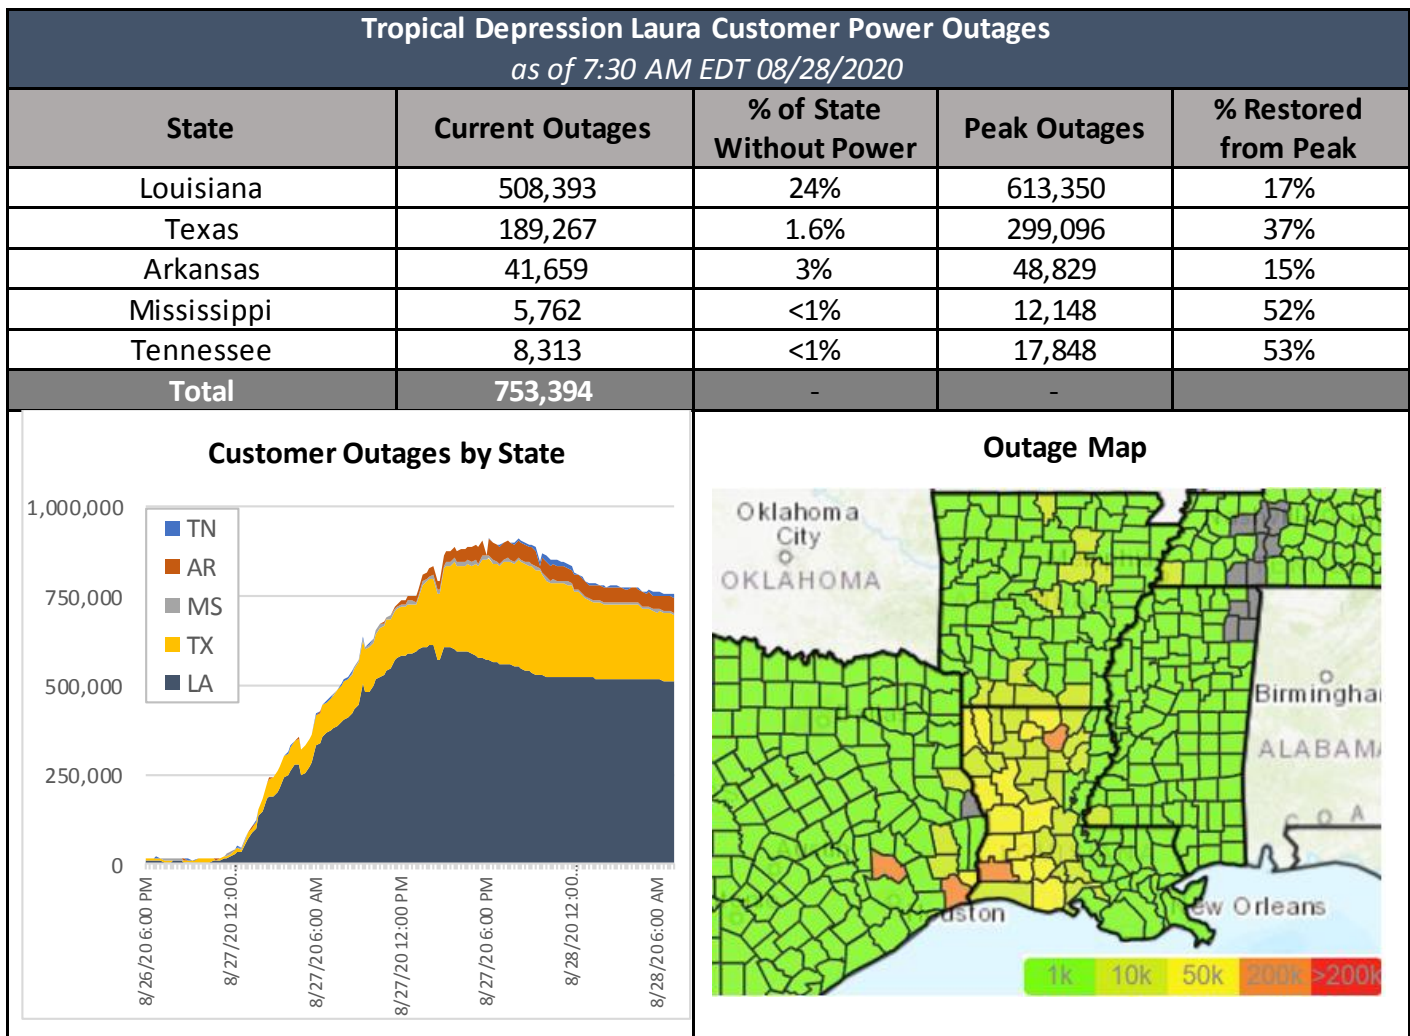 Tropical Depression Laura Customer Power Outages
as of 7:30 AM EDT 08/28/2020
State Current Outages % of State Without Power Peak Outages % Restored from Peak
Louisiana 508,393 24% 613,350 17%
Texas 189,267 1.6% 299,096 37%
Arkansas 41,659 3% 48,829 15%
Mississippi 5,762 <1% 12,148 52%
Tennessee 8,313 <1% 17,848 53%
Total 753,394 - -
Customer Outages by State
1,000,000
750,000
500,000
250,000
0
TN
AR
MS
TX
LA
8/26/20 6:00 PM
8/27/20 12:00...
8/27/20 6:00 AM
8/27/20 12:00 PM
8/27/20 6:00 PM
8/28/20 12:00...
8/28/20 6:00 AM
Outage Map
Oklahoma
City
OKLAHOMA
Birmingha
ALABAMA
C O A
ew Orleans
uston
1k 10k 50k 200k >200k